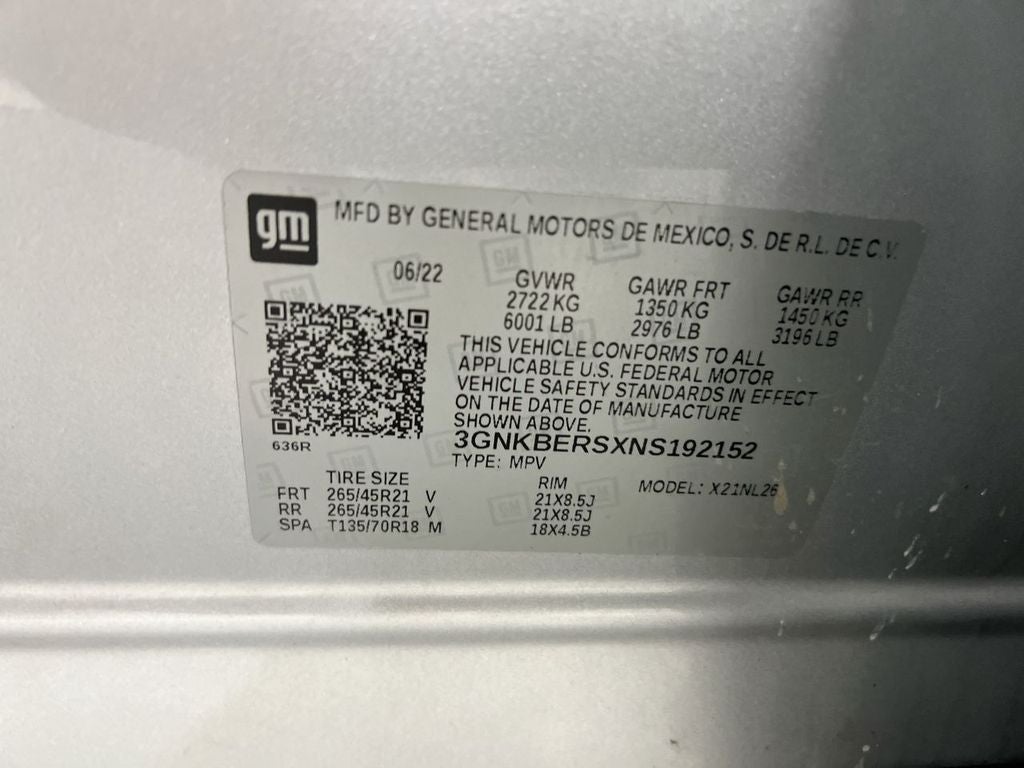 gm
MFD BY GENERAL MOTORS DE MEXICO, S. DE R.L. DE C.V.
06/22 GVWR GAWR FRT GAWR RR
2722 KG 1350 KG 1450 KG
6001 LB 2976 LB 3196 LB
THIS VEHICLE CONFORMS TO ALL
APPLICABLE U.S. FEDERAL MOTOR
VEHICLE SAFETY STANDARDS IN EFFECT
ON THE DATE OF MANUFACTURE
SHOWN ABOVE.
636R 3GNKBERSXNS192152
TYPE: MPV
TIRE SIZE RIM MODEL: X21NL26
FRT 265/45R21 V 21X8.5J
RR 265/45R21 V 21X8.5J
SPA T135/70R18 M 18X4.5B